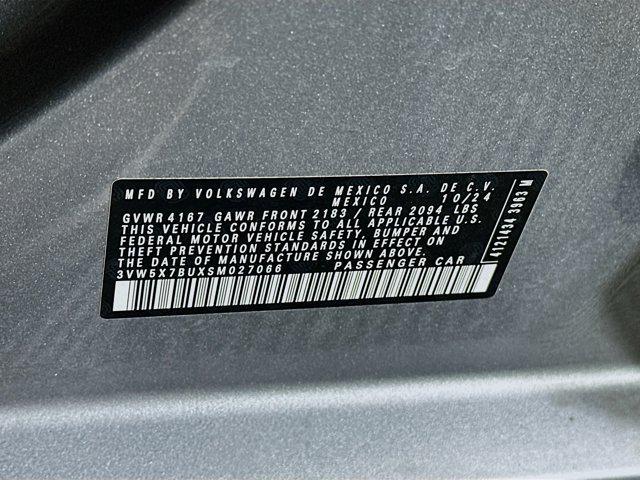 MFD BY VOLKSWAGEN DE MEXICO S.A. DE C.V.
MEXICO 10/24
GVWR 4167 GAWR FRONT 2183 / REAR 2094 LBS
THIS VEHICLE CONFORMS TO ALL APPLICABLE U.S.
FEDERAL MOTOR VEHICLE SAFETY, BUMPER AND
THEFT PREVENTION STANDARDS IN EFFECT ON
THE DATE OF MANUFACTURE SHOWN ABOVE.
3VW5X7BUXSM027066 PASSENGER CAR
4121434 3963 M